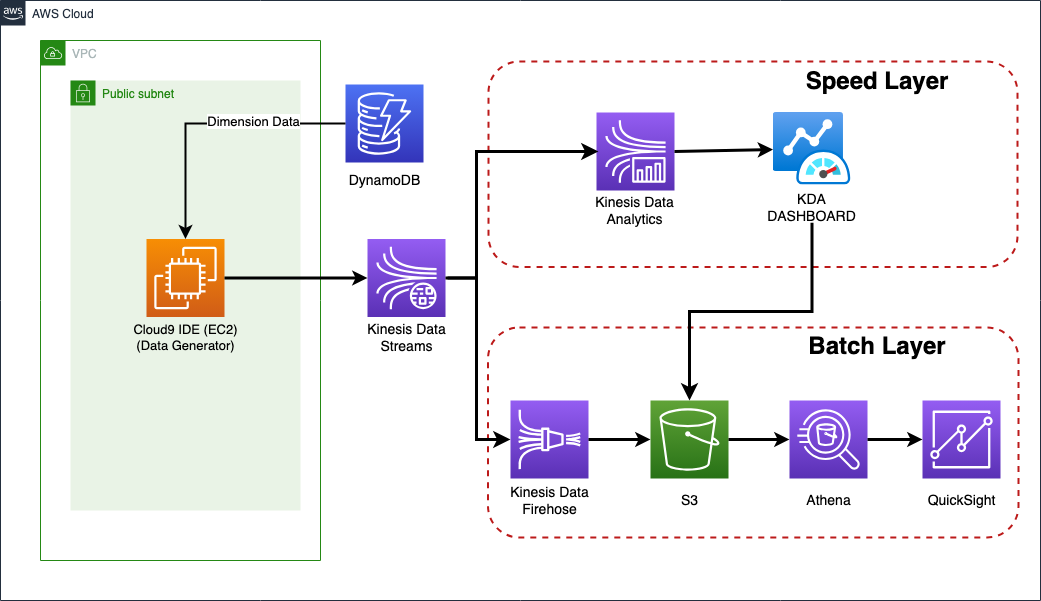 aws
AWS Cloud
VPC
Public subnet
Dimension Data
DynamoDB
Cloud9 IDE (EC2)
(Data Generator)
Kinesis Data
Streams
Speed Layer
Kinesis Data
Analytics
KDA
DASHBOARD
Batch Layer
Kinesis Data
Firehose
S3
Athena
QuickSight